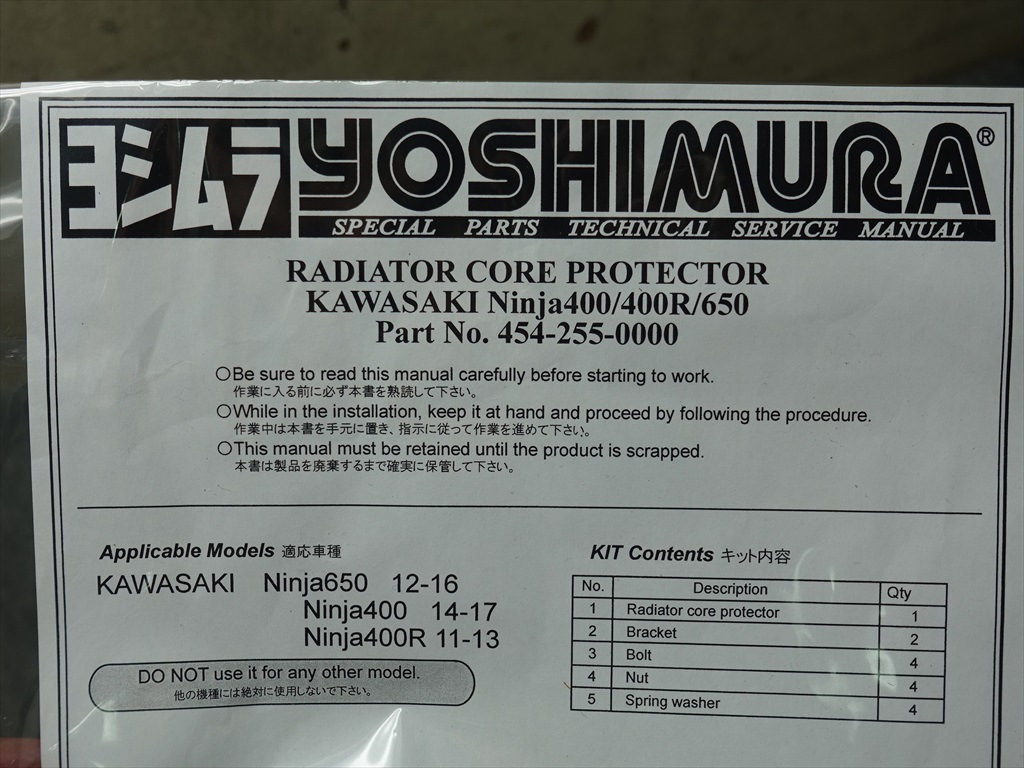 ヨシムラ YOSHIMURA®
SPECIAL PARTS TECHNICAL SERVICE MANUAL
RADIATOR CORE PROTECTOR
KAWASAKI Ninja400/400R/650
Part No. 454-255-0000
○Be sure to read this manual carefully before starting to work.
作業に入る前に必ず本書を熟読して下さい。
○While in the installation, keep it at hand and proceed by following the procedure.
作業中は本書を手元に置き、指示に従って作業を進めて下さい。
○This manual must be retained until the product is scrapped.
本書は製品を廃棄するまで確実に保管して下さい。
Applicable Models 適応車種
KAWASAKI Ninja650 12-16
Ninja400 14-17
Ninja400R 11-13
DO NOT use it for any other model.
他の機種には絶対に使用しないで下さい。
KIT Contents キット内容
No. Description Qty
1 Radiator core protector 1
2 Bracket 2
3 Bolt 4
4 Nut 4
5 Spring washer 4